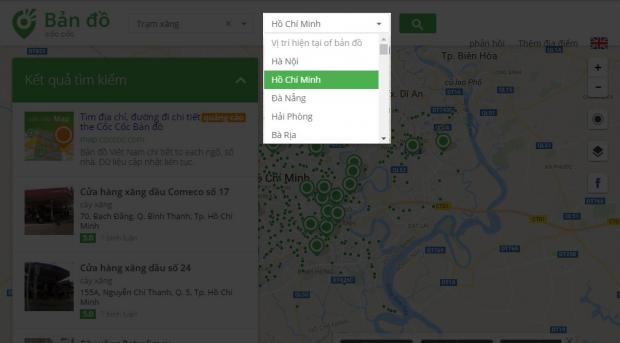 Bản đồ
cốc cốc
Trạm xăng
Hồ Chí Minh
phản hồi
Thêm địa điểm
Vị trí hiện tại of bản đồ
Hà Nội
Hồ Chí Minh
Đà Nẵng
Hải Phòng
Bà Rịa
Kết quả tìm kiếm
Tìm địa chỉ, đường đi chi tiết quảng cáo
the Cốc Cốc Bản đồ
map.coccoc.com
Bản đồ Việt Nam chi tiết to each ngõ, số
nhà. Dữ liệu cập nhật liên tục.
Cửa hàng xăng dầu Comeco số 17
cây xăng
70, Bạch Đằng, Q. Bình Thạnh, Tp. Hồ Chí
Minh
5.0 1 bình luận
Cửa hàng xăng dầu số 24
cây xăng
155A, Nguyễn Chí Thanh, Q. 5, Tp. Hồ Chí
Minh
5.0 1 bình luận
Tp. Biên Hòa
Dĩ An
Chí Minh
CÁT LÁI